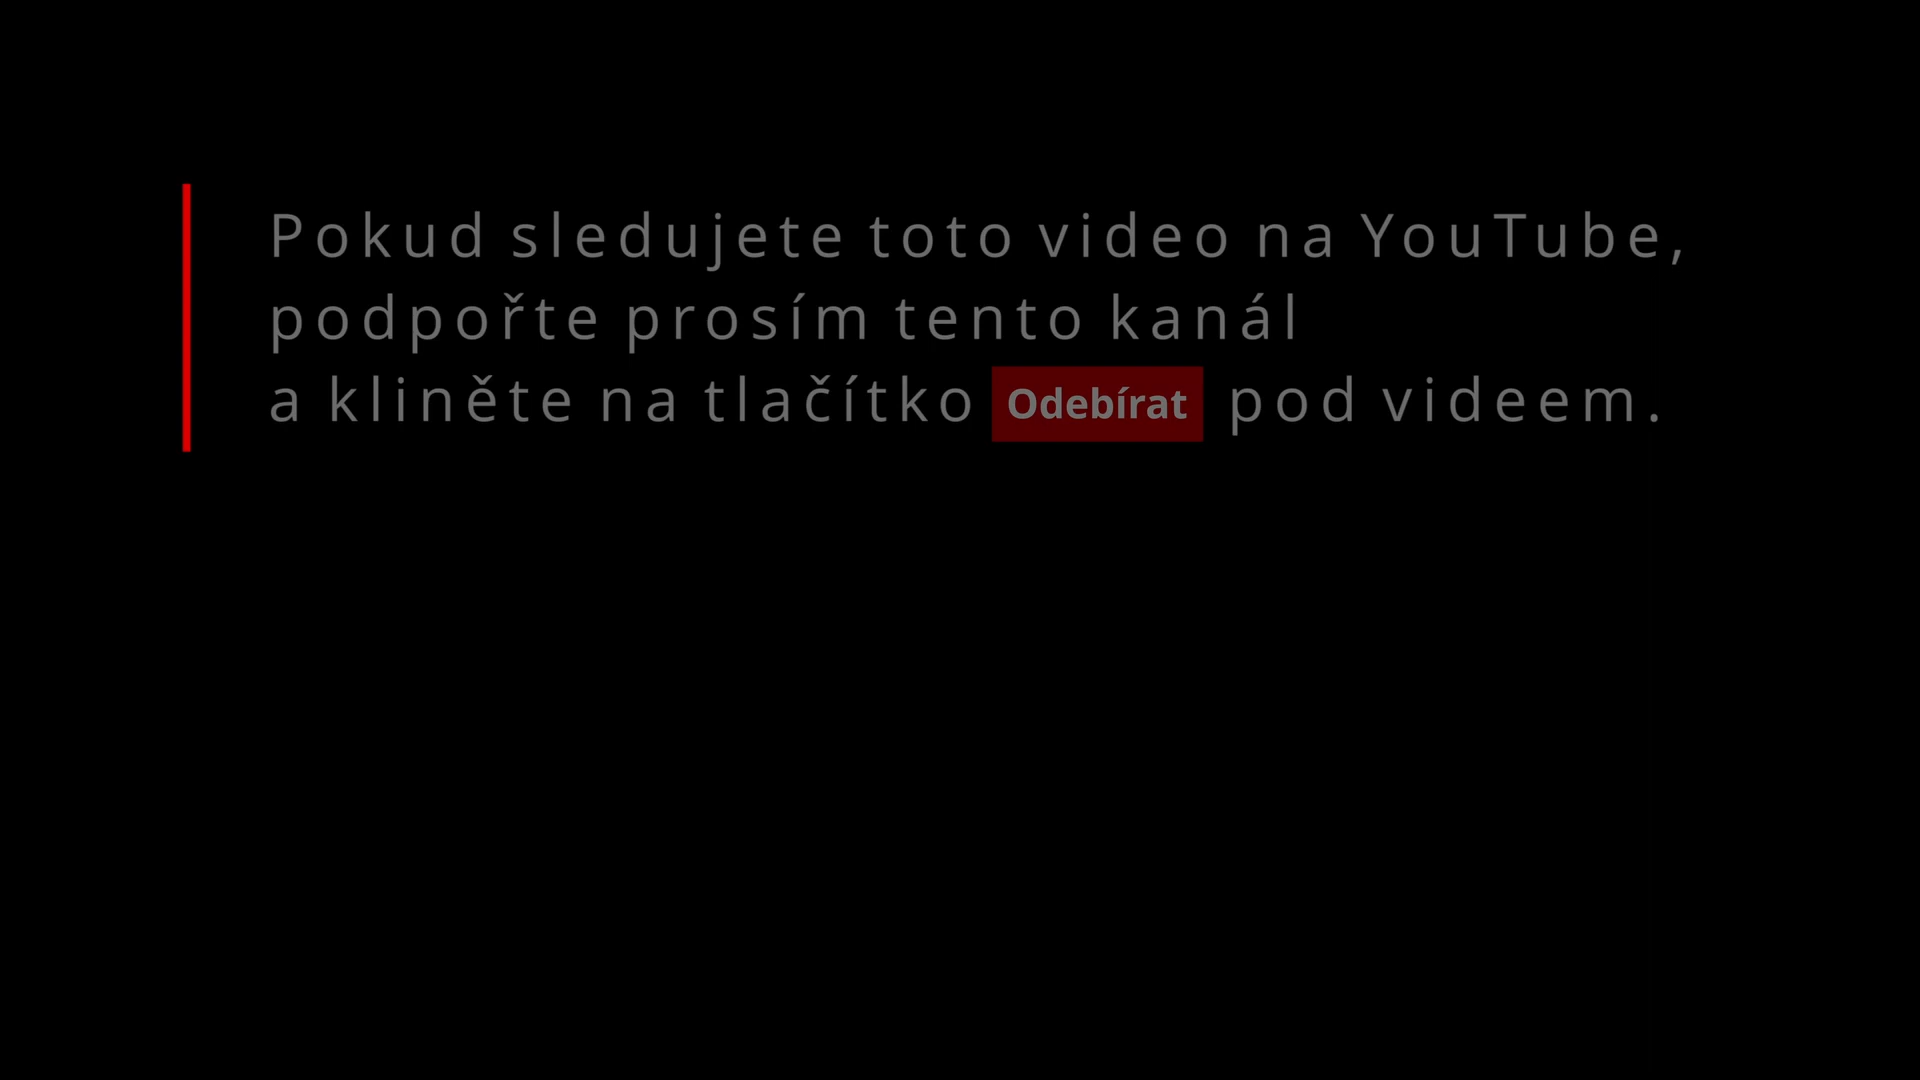 Pokud sledujete toto video na YouTube,
podpořte prosím tento kanál
a kliněte na tlačítko Odebírat pod videem.